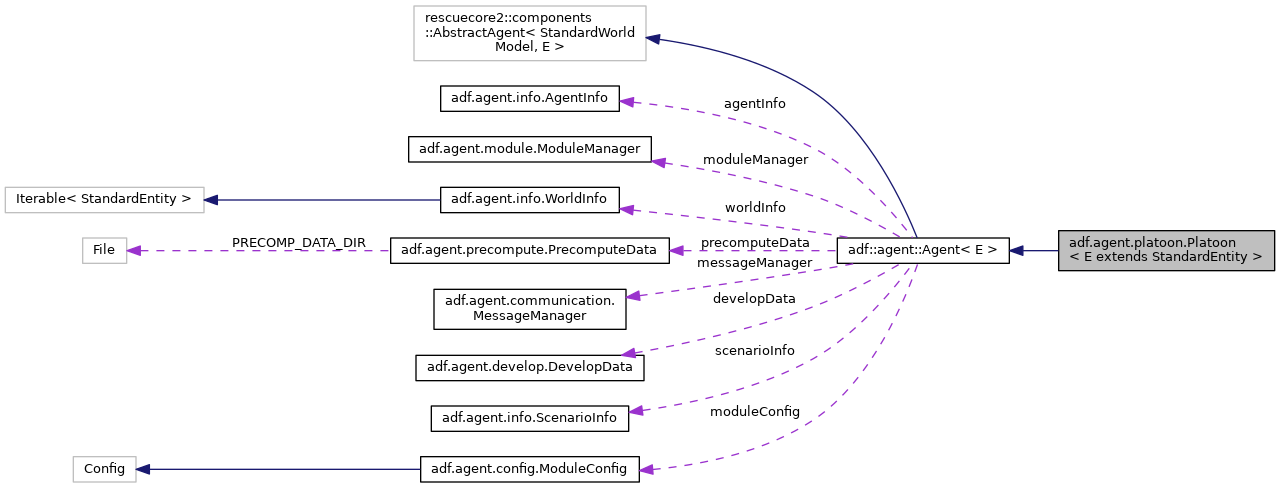 rescuecore2::components
::AbstractAgent< StandardWorld
Model, E >
adf.agent.info.AgentInfo
agentInfo
adf.agent.module.ModuleManager
moduleManager
Iterable< StandardEntity >
adf.agent.info.WorldInfo
worldInfo
File
PRECOMP_DATA_DIR
adf.agent.precompute.PrecomputeData
precomputeData
adf::agent::Agent< E >
adf.agent.platoon.Platoon
< E extends StandardEntity >
messageManager
adf.agent.communication.
MessageManager
developData
adf.agent.develop.DevelopData
scenarioInfo
adf.agent.info.ScenarioInfo
moduleConfig
Config
adf.agent.config.ModuleConfig